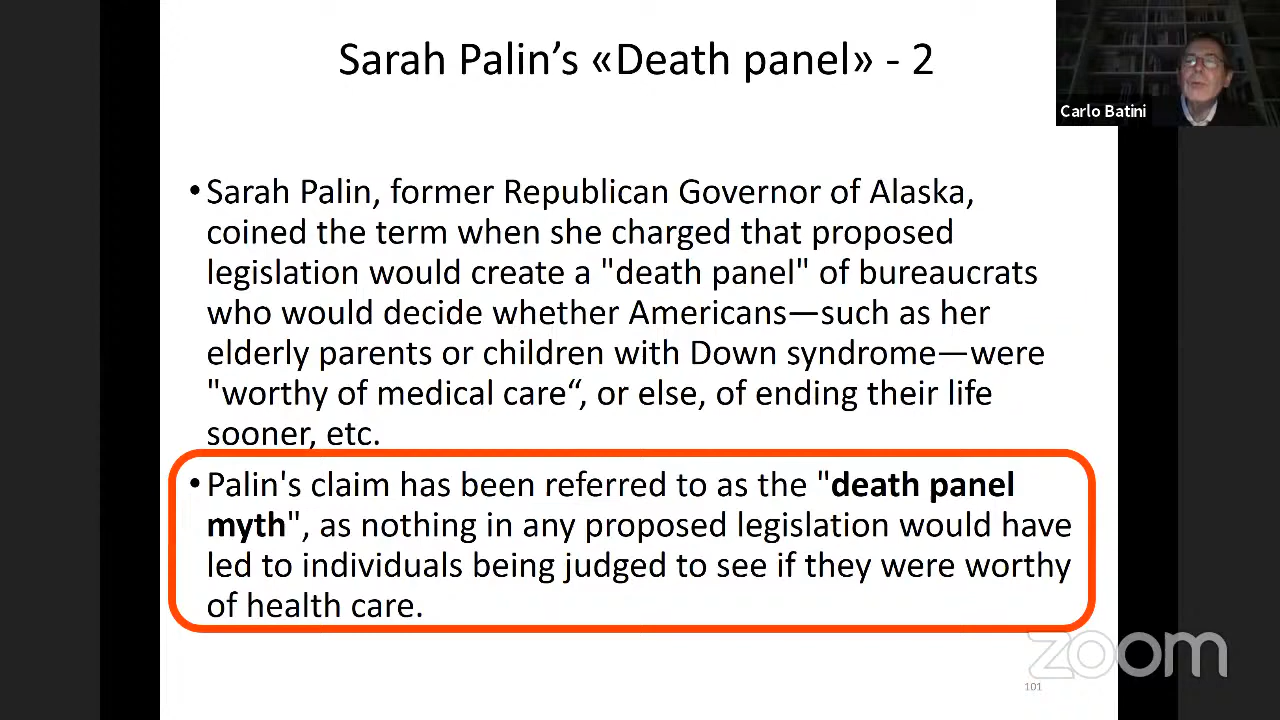 Sarah Palin’s «Death panel» - 2
Carlo Batini
•Sarah Palin, former Republican Governor of Alaska,
coined the term when she charged that proposed
legislation would create a "death panel" of bureaucrats
who would decide whether Americans—such as her
elderly parents or children with Down syndrome—were
"worthy of medical care“, or else, of ending their life
sooner, etc.
•Palin's claim has been referred to as the "death panel
myth", as nothing in any proposed legislation would have
led to individuals being judged to see if they were worthy
of health care.
zoom
101